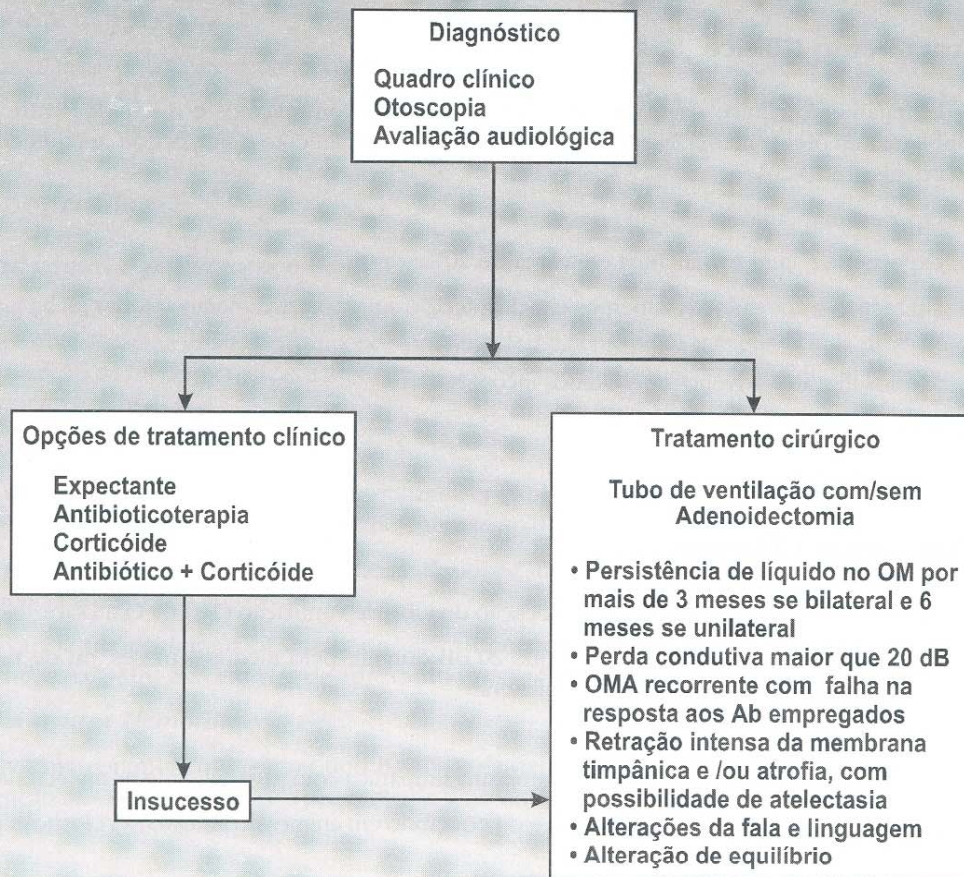 Diagnóstico
Quadro clínico
Otoscopia
Avaliação audiológica
Opções de tratamento clínico
Expectante
Antibioticoterapia
Corticóide
Antibiótico + Corticóide
Insucesso
Tratamento cirúrgico
Tubo de ventilação com/sem
Adenoidectomia
• Persistência de líquido no OM por
mais de 3 meses se bilateral e 6
meses se unilateral
• Perda condutiva maior que 20 dB
• OMA recorrente com falha na
resposta aos Ab empregados
• Retração intensa da membrana
timpânica e /ou atrofia, com
possibilidade de atelectasia
• Alterações da fala e linguagem
• Alteração de equilíbrio